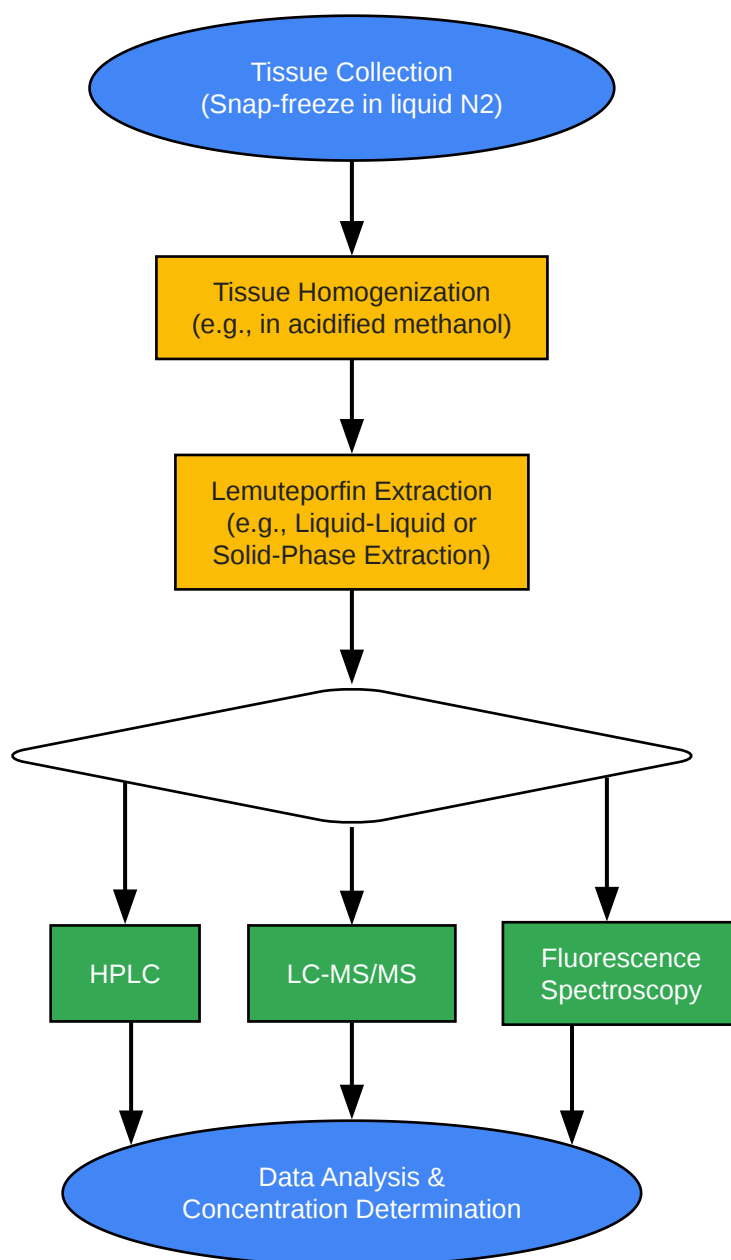 Tissue Collection
(Snap-freeze in liquid N2)
Tissue Homogenization
(e.g., in acidified methanol)
Lemuteporfin Extraction
(e.g., Liquid-Liquid or
Solid-Phase Extraction)
HPLC
LC-MS/MS
Fluorescence
Spectroscopy
Data Analysis &
Concentration Determination